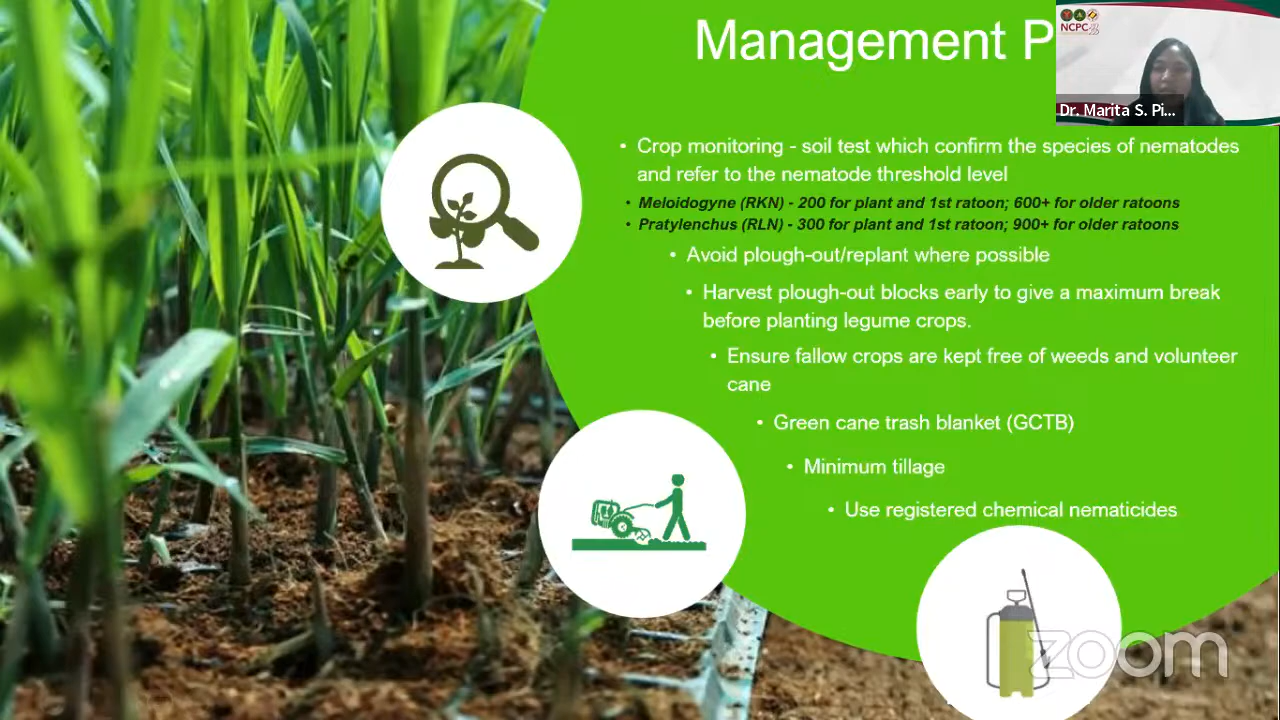 Management P
NCPC
Dr. Marita S. Pi...
• Crop monitoring - soil test which confirm the species of nematodes
and refer to the nematode threshold level
• Meloidogyne (RKN) - 200 for plant and 1st ratoon; 600+ for older ratoons
• Pratylenchus (RLN) - 300 for plant and 1st ratoon; 900+ for older ratoons
• Avoid plough-out/replant where possible
• Harvest plough-out blocks early to give a maximum break
before planting legume crops.
• Ensure fallow crops are kept free of weeds and volunteer
cane
• Green cane trash blanket (GCTB)
• Minimum tillage
• Use registered chemical nematicides
zoom